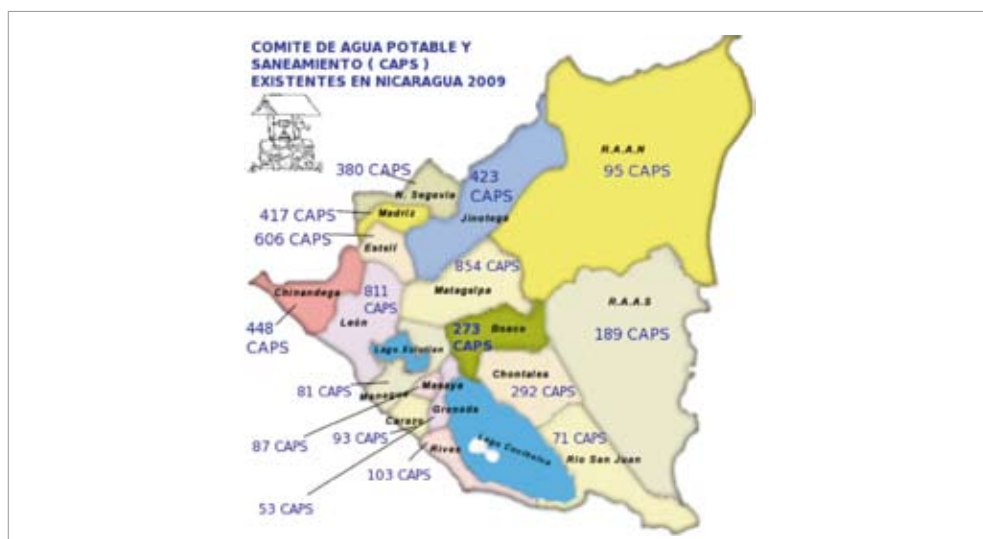 COMITE DE AGUA POTABLE Y
SANEAMIENTO ( CAPS )
EXISTENTES EN NICARAGUA 2009
R.A.A.N
95 CAPS
380 CAPS
423
CAPS
N. Segovia
417 CAPS
Madriz
Jinotega
606 CAPS
Estelí
854 CAPS
Chinandega
811
CAPS
Matagalpa
R.A.A.S
León
448
CAPS
273
CAPS
Boaco
189 CAPS
Lago Xolotlan
Chontales
81 CAPS
Managua
Masaya
292 CAPS
Granada
Carazo
87 CAPS
93 CAPS
71 CAPS
Rivas
Lago Cocibolca
Rio San Juan
103 CAPS
53 CAPS